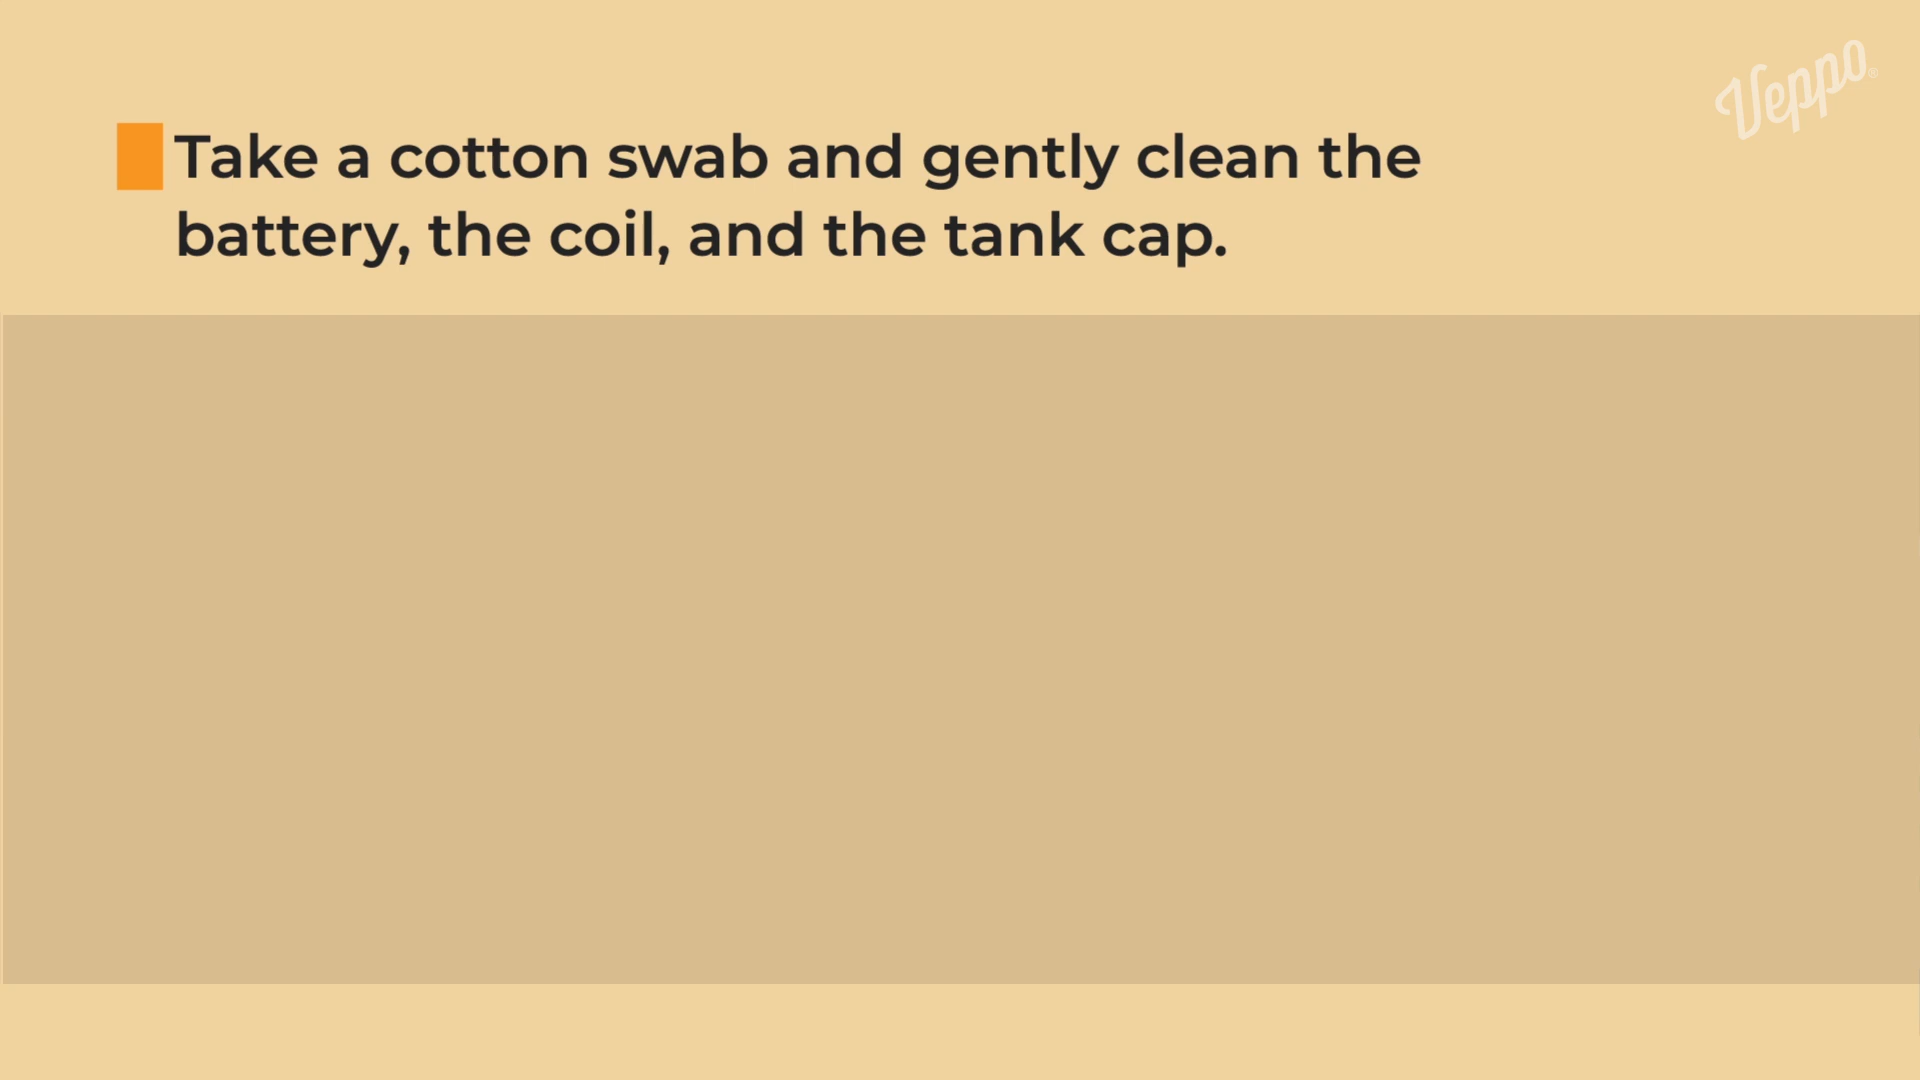 Veppo®
Take a cotton swab and gently clean the
battery, the coil, and the tank cap.